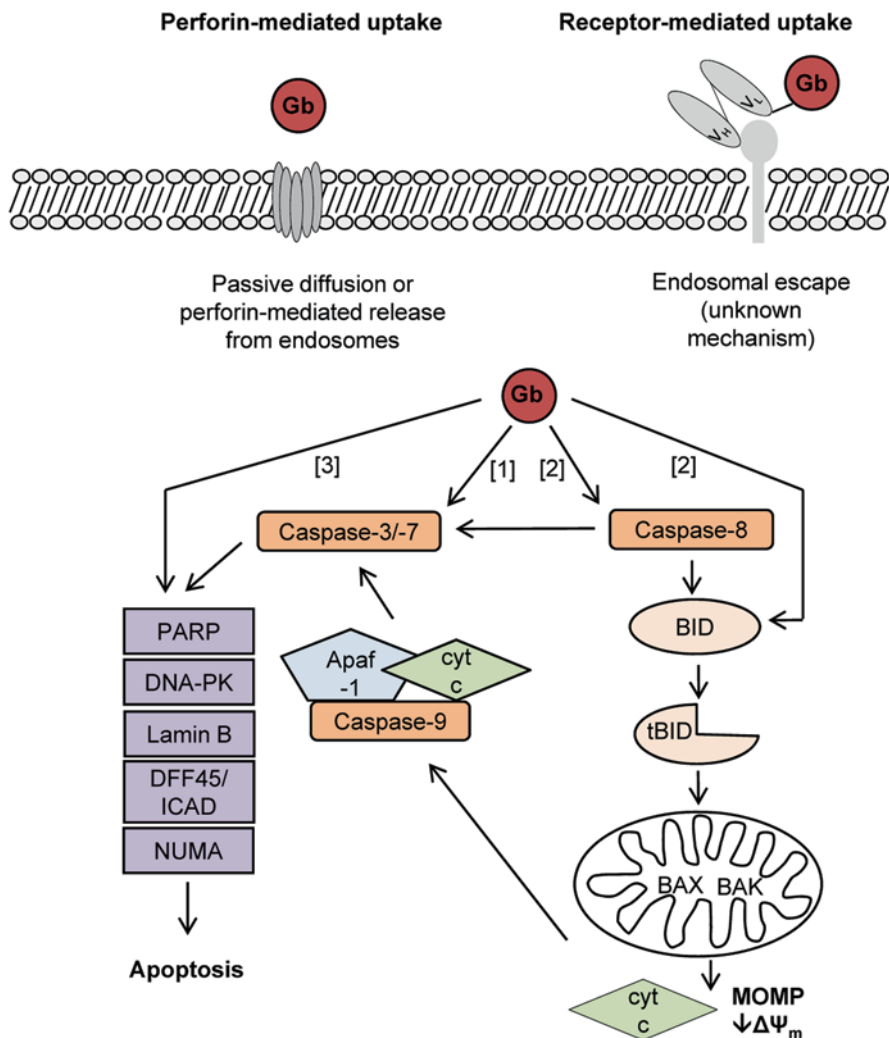 Perforin-mediated uptake
Receptor-mediated uptake
Gb
Gb
VL
VH
Passive diffusion or
perforin-mediated release
from endosomes
Endosomal escape
(unknown
mechanism)
Gb
[3]
[1]
[2]
[2]
Caspase-3/-7
Caspase-8
PARP
DNA-PK
Lamin B
DFF45/
ICAD
NUMA
Apoptosis
Apaf
-1
cyt
c
Caspase-9
BID
tBID
BAX BAK
cyt
c
MOMP
↓ΔΨm